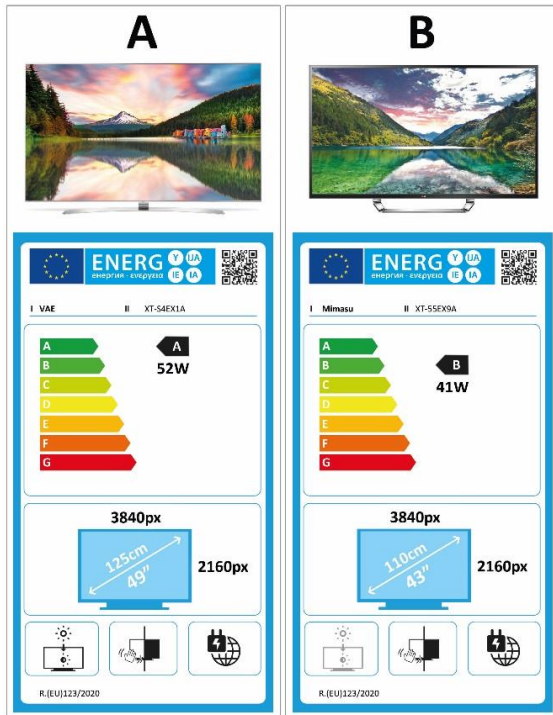 A
ENERG Y IJA IE IA
енергия · ενεργεια
I VAE II XT-S4EX1A
A
B
C
D
E
F
G
A
52W
3840px
125cm
49”
2160px
R.(EU)123/2020
B
ENERG Y IJA IE IA
енергия · ενεργεια
I Mimasu II XT-55EX9A
A
B
C
D
E
F
G
B
41W
3840px
110cm
43”
2160px
R.(EU)123/2020